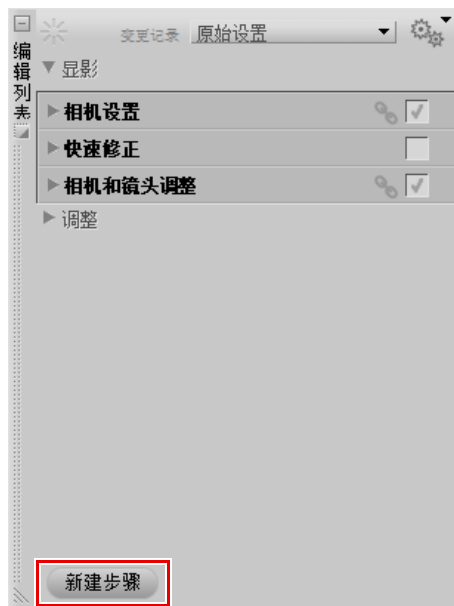 编辑列表
变更记录 原始设置
显影
相机设置
快速修正
相机和镜头调整
调整
新建步骤